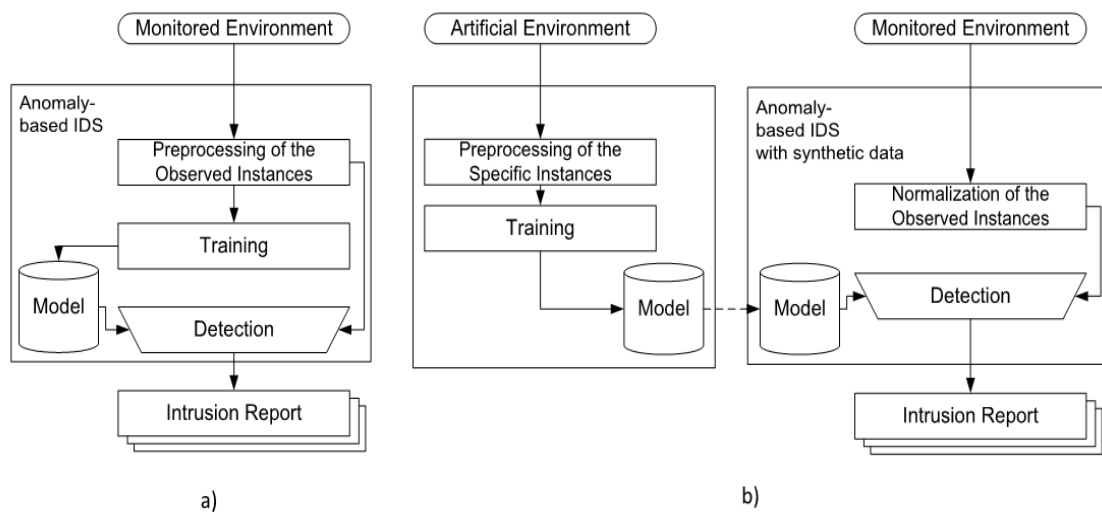 Monitored Environment
Anomaly-
based IDS
Preprocessing of the
Observed Instances
Training
Model
Detection
Intrusion Report
a)
Artificial Environment
Preprocessing of the
Specific Instances
Training
Model
Monitored Environment
Anomaly-
based IDS
with synthetic data
Normalization of the
Observed Instances
Model
Detection
Intrusion Report
b)